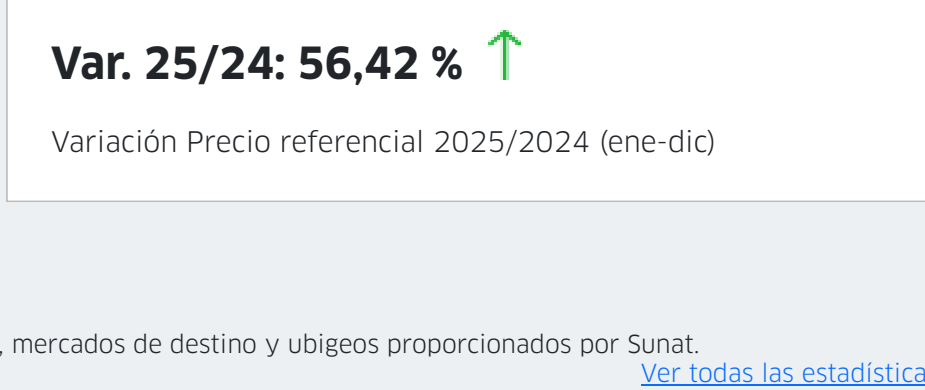 Var. 25/24: 56,42 %
Variación Precio referencial 2025/2024 (ene-dic)
, mercados de destino y ubigeos proporcionados por Sunat.
Ver todas las estadística